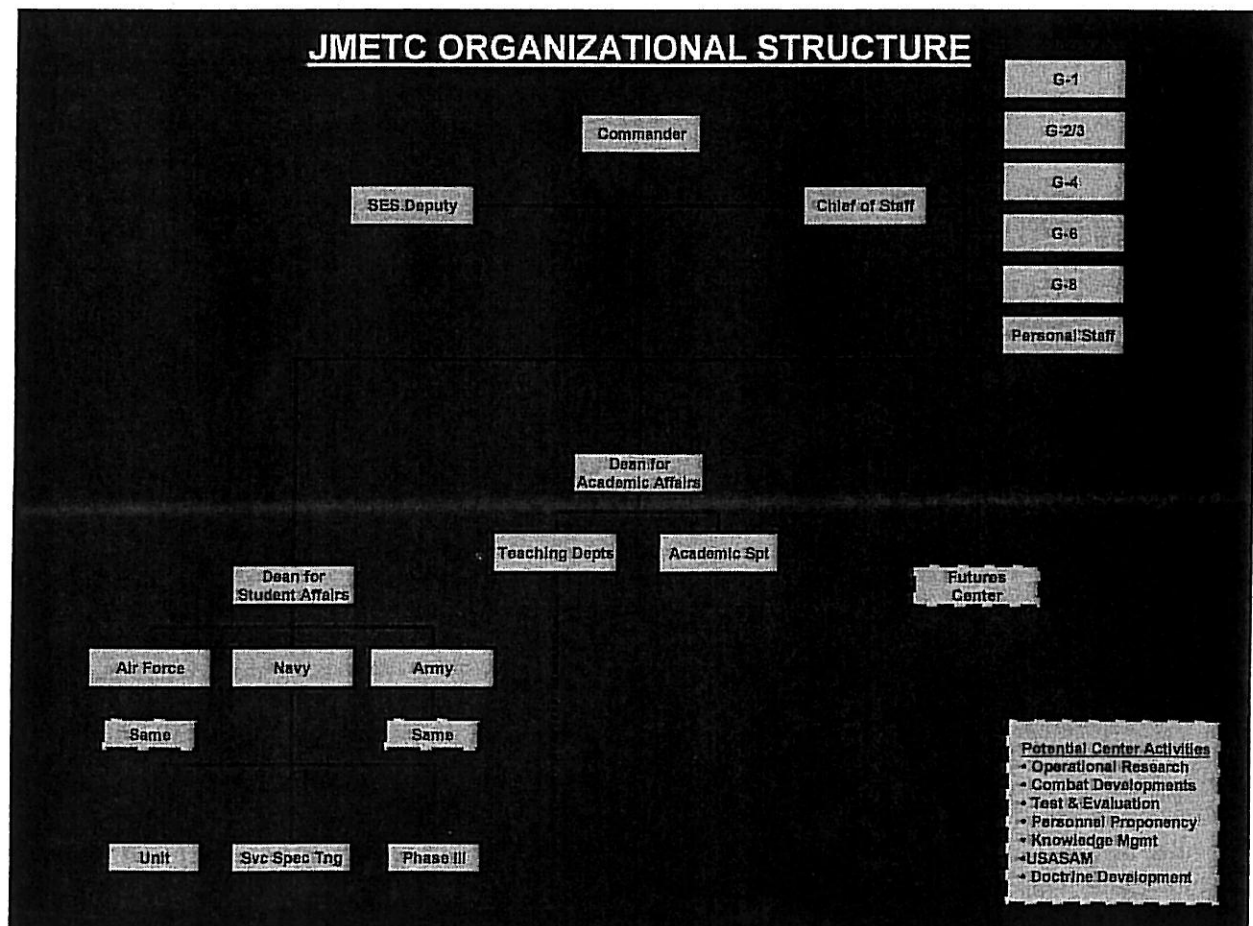 JMETC ORGANIZATIONAL STRUCTURE
G-1
Commander
G-2/3
G-4
SES Deputy
Chief of Staff
G-6
G-8
Personal Staff
Dean for
Academic Affairs
Teaching Depts
Academic Spt
Dean for
Student Affairs
Futures
Center
Air Force
Navy
Army
Same
Same
Potential Center Activities
• Operational Research
• Combat Developments
• Test & Evaluation
• Personnel Proponency
• Knowledge Mgmt
•USASAM
• Doctrine Development
Unit
Svc Spec Tng
Phase III